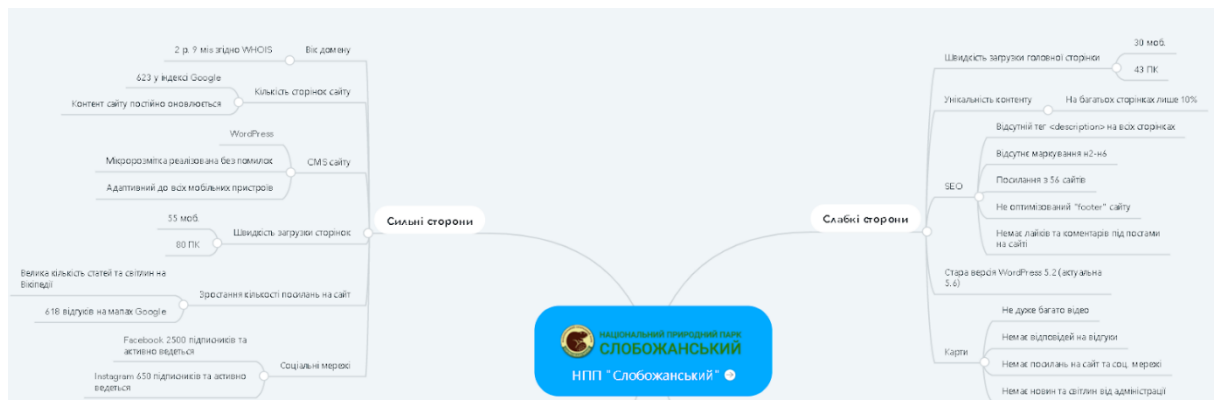 2 р. 9 міс згідно WHOIS
Вік домену
623 у індексі Google
Контент сайту постійно оновлюється
Кількість сторінок сайту
WordPress
Мікророзмітка реалізована без помилок
Адаптивний до всіх мобільних пристроїв
CMS сайту
55 моб.
80 ПК
Швидкість загрузки сторінок
Велика кількість статей та світлин на
Вікіпедії
618 відгуків на мапах Google
Зростання кількості посилань на сайт
Facebook 2500 підписників та
активно ведеться
Instagram 650 підписників та активно
ведеться
Соціальні мережі
Сильні сторони
НАЦІОНАЛЬНИЙ ПРИРОДНИЙ ПАРК
СЛОБОЖАНСЬКИЙ
НПП "Слобожанський"
Слабкі сторони
Швидкість загрузки головної сторінки
30 моб.
43 ПК
Унікальність контенту
На багатьох сторінках лише 10%
SEO
Відсутній тег <description> на всіх сторінках
Відсутнє маркування н2-н6
Посилання з 56 сайтів
Не оптимізований "footer" сайту
Немає лайків та коментарів під постами
на сайті
Стара версія WordPress 5.2 (актуальна
5.6)
Карти
Не дуже багато відео
Немає відповідей на відгуки
Немає посилань на сайт та соц. мережі
Немає новин та світлин від адміністрації